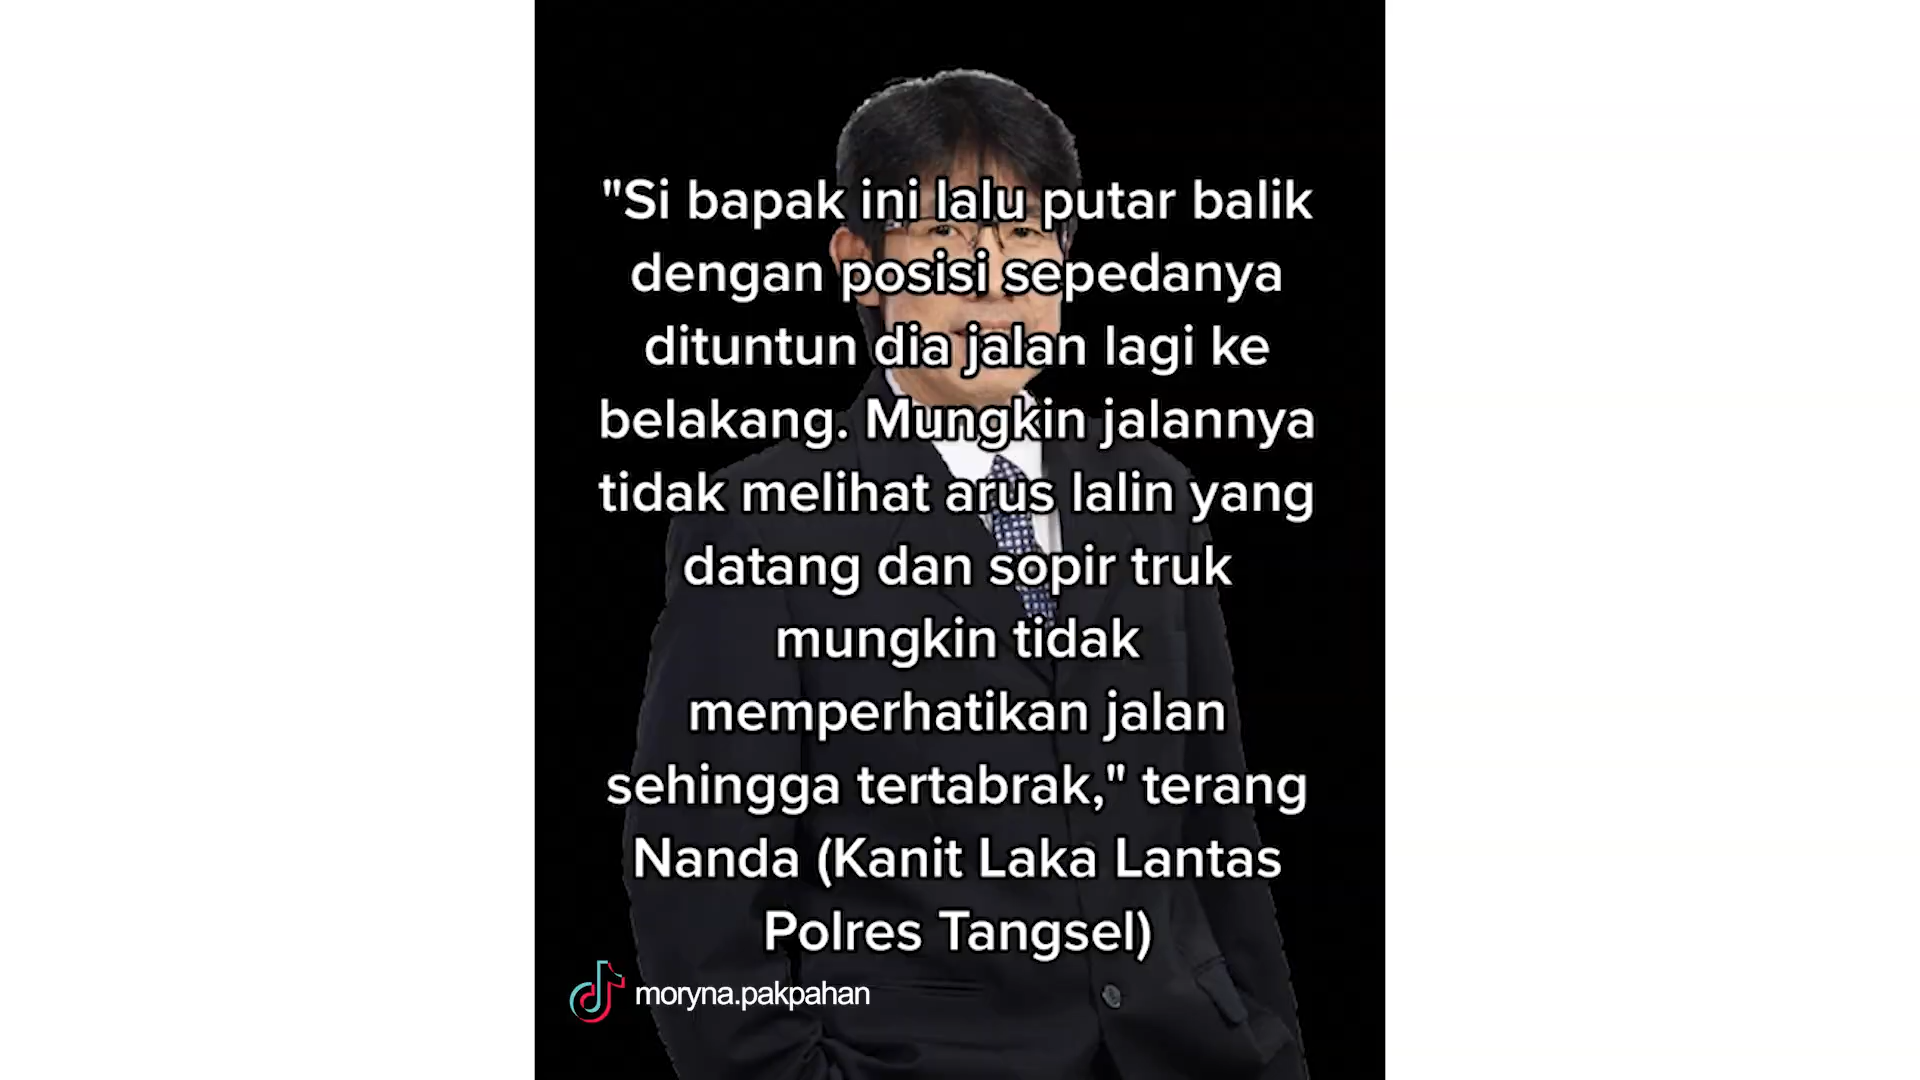 "Si bapak ini lalu putar balik
dengan posisi sepedanya
dituntun dia jalan lagi ke
belakang. Mungkin jalannya
tidak melihat arus lalin yang
datang dan sopir truk
mungkin tidak
memperhatikan jalan
sehingga tertabrak," terang
Nanda (Kanit Laka Lantas
Polres Tangsel)
moryna.pakpahan